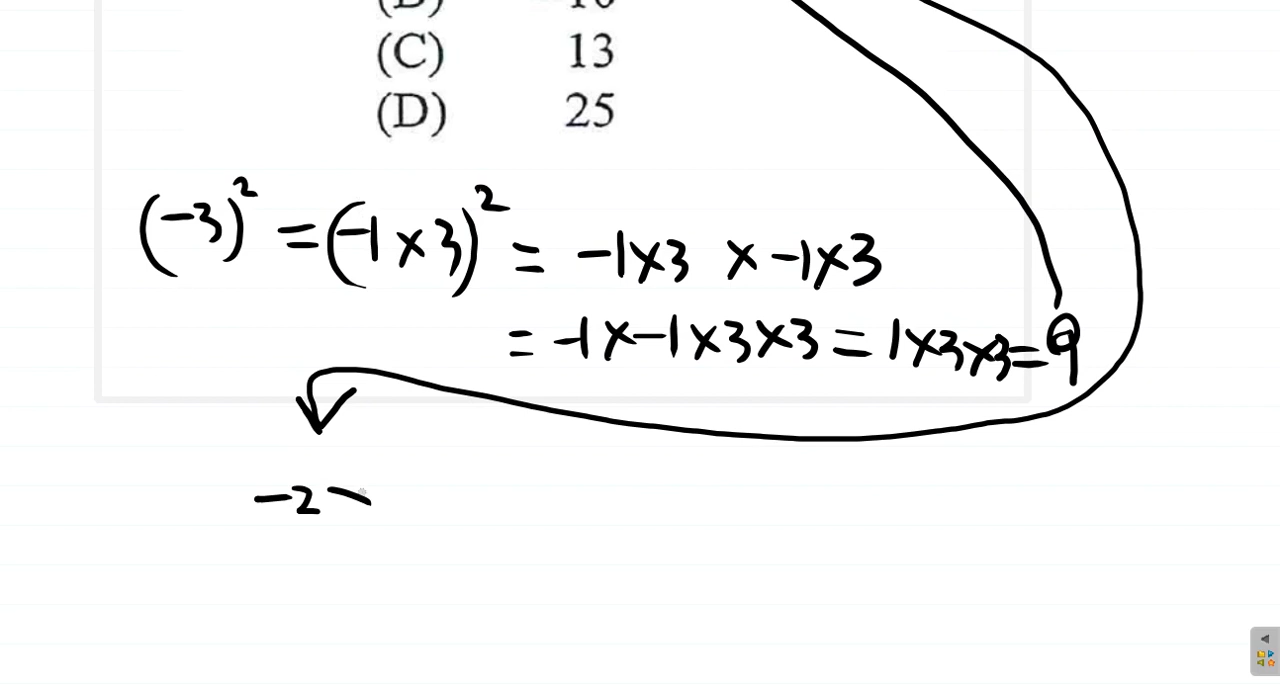 (C) 13
(D) 25
(-3)² = (-1×3)² = -1×3 × -1×3
= -1×-1×3×3 = 1×3×3 = 9
-2